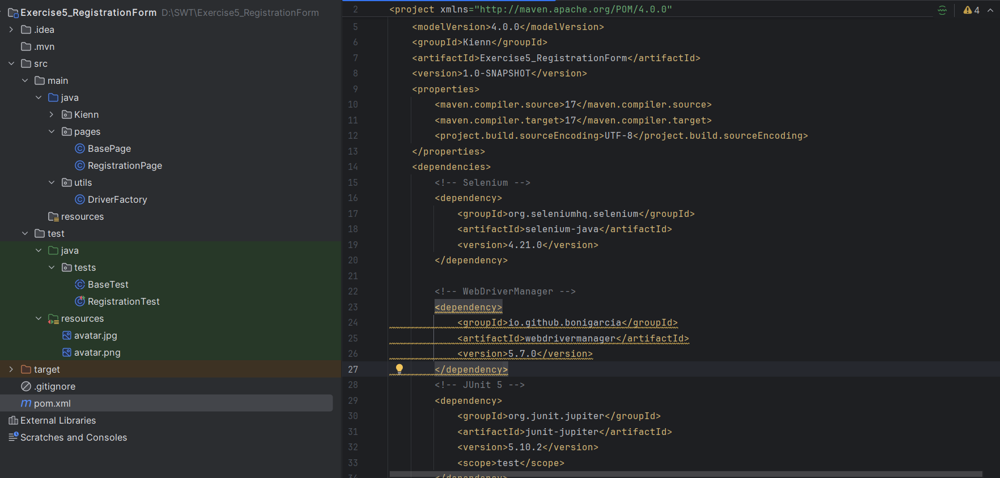 Exercise5_RegistrationForm D:\SWT\Exercise5_RegistrationForm
.idea
.mvn
src
main
java
Kienn
pages
BasePage
RegistrationPage
utils
DriverFactory
resources
test
java
tests
BaseTest
RegistrationTest
resources
avatar.jpg
avatar.png
target
.gitignore
pom.xml
External Libraries
Scratches and Consoles
2 <project xmlns="http://maven.apache.org/POM/4.0.0" 4
5 <modelVersion>4.0.0</modelVersion>
6 <groupId>Kienn</groupId>
7 <artifactId>Exercise5_RegistrationForm</artifactId>
8 <version>1.0-SNAPSHOT</version>
9 <properties>
10 <maven.compiler.source>17</maven.compiler.source>
11 <maven.compiler.target>17</maven.compiler.target>
12 <project.build.sourceEncoding>UTF-8</project.build.sourceEncoding>
13 </properties>
14 <dependencies>
15 <!-- Selenium -->
16 <dependency>
17 <groupId>org.seleniumhq.selenium</groupId>
18 <artifactId>selenium-java</artifactId>
19 <version>4.21.0</version>
20 </dependency>
21
22 <!-- WebDriverManager -->
23 <dependency>
24 <groupId>io.github.bonigarcia</groupId>
25 <artifactId>webdrivermanager</artifactId>
26 <version>5.7.0</version>
27 </dependency>
28 <!-- JUnit 5 -->
29 <dependency>
30 <groupId>org.junit.jupiter</groupId>
31 <artifactId>junit-jupiter</artifactId>
32 <version>5.10.2</version>
33 <scope>test</scope>
34 </dependency>